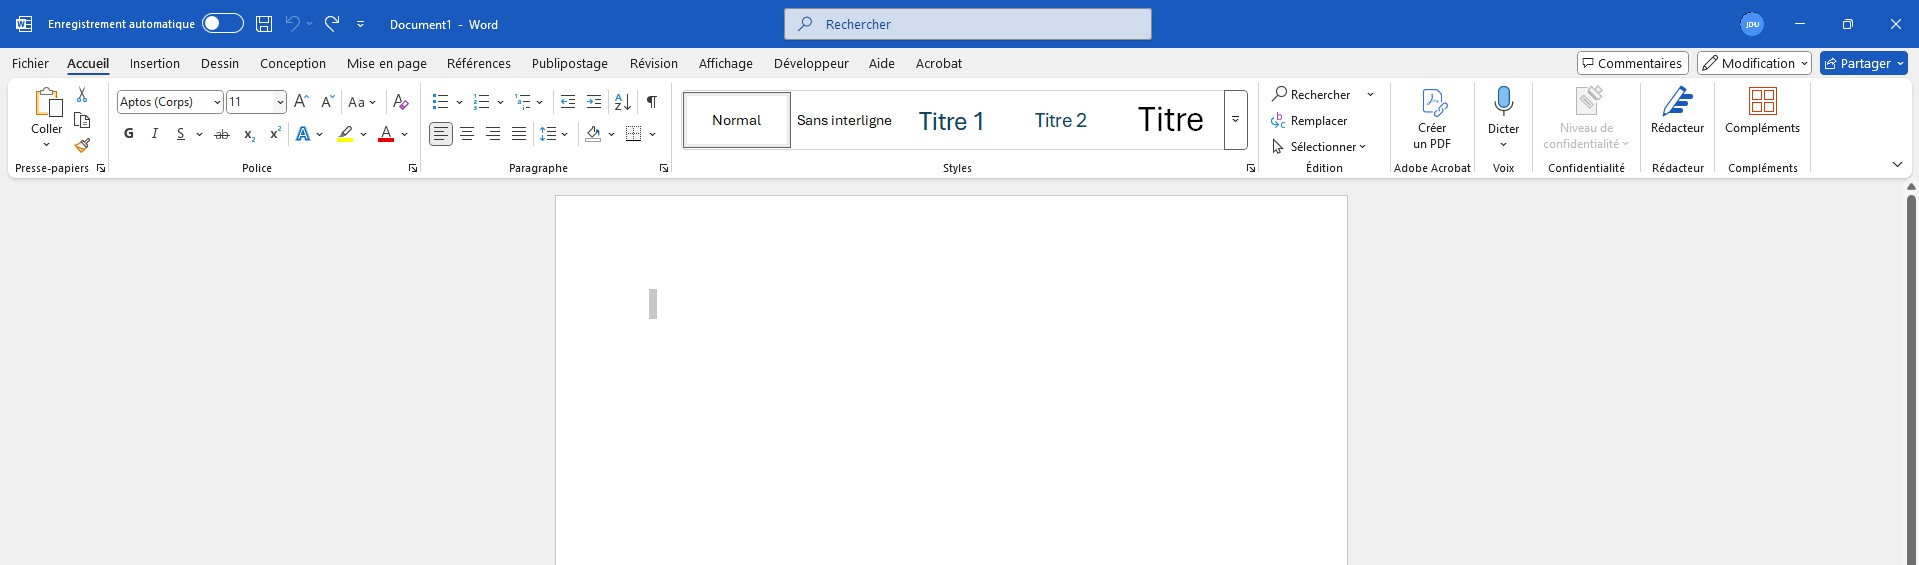 Enregistrement automatique Document1 - Word Rechercher JDU
Fichier Accueil Insertion Dessin Conception Mise en page Références Publipostage Révision Affichage Développeur Aide Acrobat Commentaires Modification Partager
Coller
Presse-papiers
Aptos (Corps) 11 A A Aa A
G I S ab x₂ x² A A
Police
A Z ¶
Paragraphe
Normal Sans interligne Titre 1 Titre 2 Titre
Styles
Rechercher
Remplacer
Sélectionner
Édition
Créer
un PDF
Adobe Acrobat
Dicter
Voix
Niveau de
confidentialité
Confidentialité
Rédacteur
Rédacteur
Compléments
Compléments